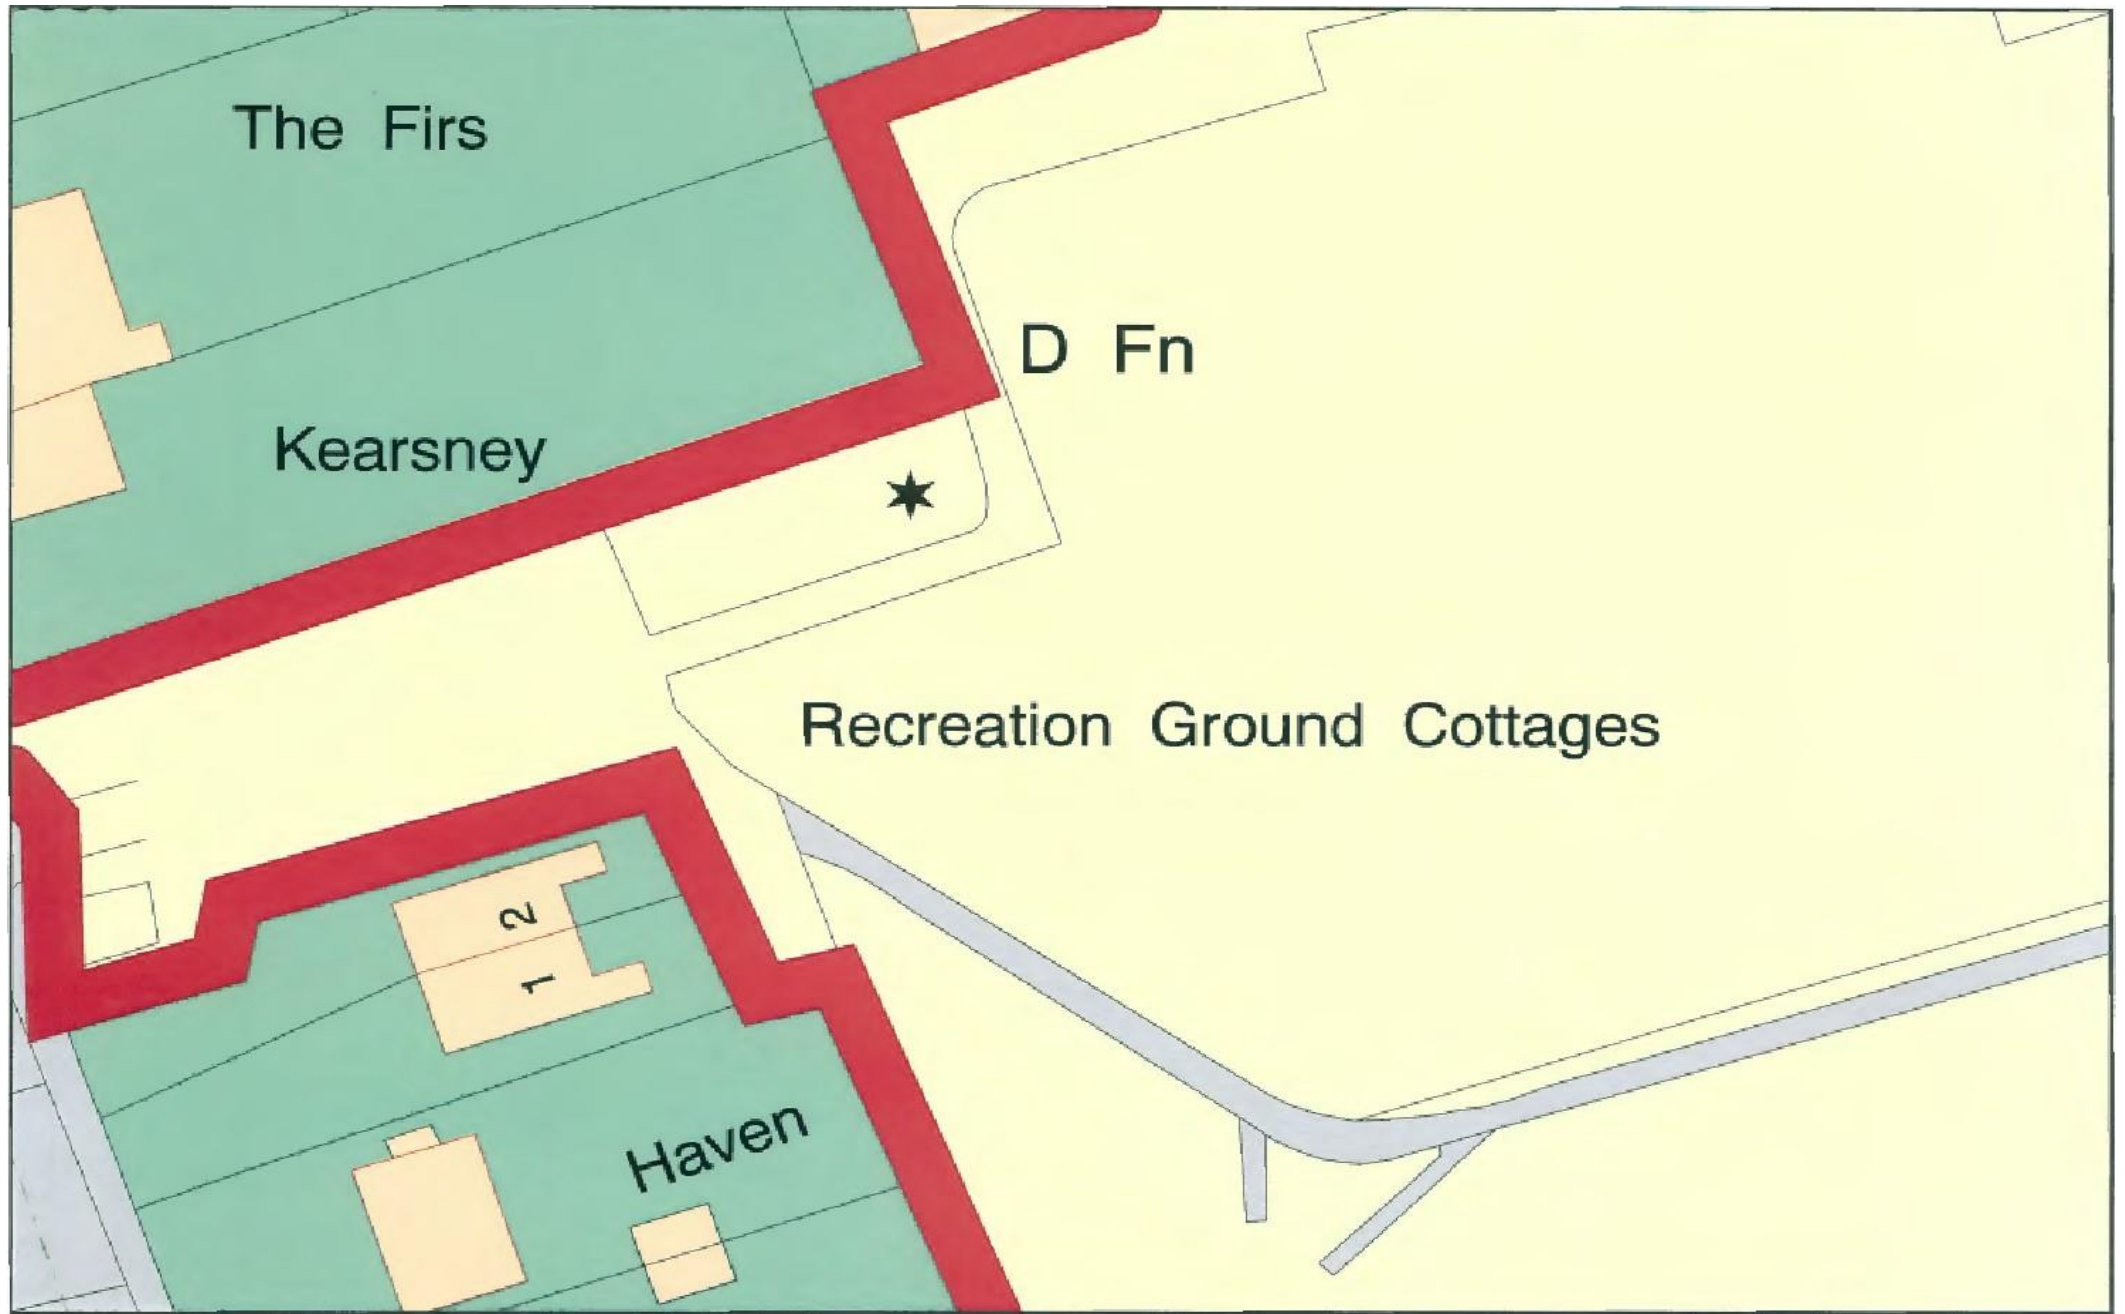 The Firs
D Fn
Kearsney
Recreation Ground Cottages
2
1
Haven